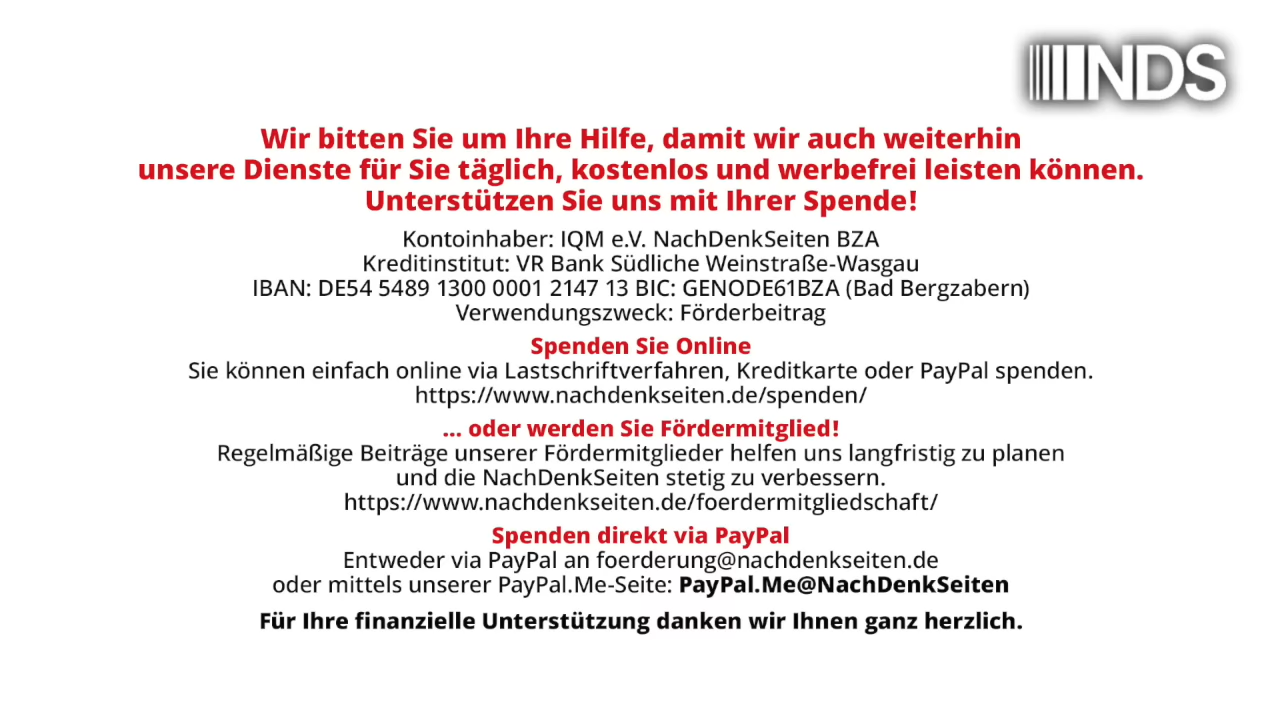 NDS
Wir bitten Sie um Ihre Hilfe, damit wir auch weiterhin
unsere Dienste für Sie täglich, kostenlos und werbefrei leisten können.
Unterstützen Sie uns mit Ihrer Spende!
Kontoinhaber: IQM e.V. NachDenkSeiten BZA
Kreditinstitut: VR Bank Südliche Weinstraße-Wasgau
IBAN: DE54 5489 1300 0001 2147 13 BIC: GENODE61BZA (Bad Bergzabern)
Verwendungszweck: Förderbeitrag
Spenden Sie Online
Sie können einfach online via Lastschriftverfahren, Kreditkarte oder PayPal spenden.
https://www.nachdenkseiten.de/spenden/
... oder werden Sie Fördermitglied!
Regelmäßige Beiträge unserer Fördermitglieder helfen uns langfristig zu planen
und die NachDenkSeiten stetig zu verbessern.
https://www.nachdenkseiten.de/foerdermitgliedschaft/
Spenden direkt via PayPal
Entweder via PayPal an foerderung@nachdenkseiten.de
oder mittels unserer PayPal.Me-Seite: PayPal.Me@NachDenkSeiten
Für Ihre finanzielle Unterstützung danken wir Ihnen ganz herzlich.